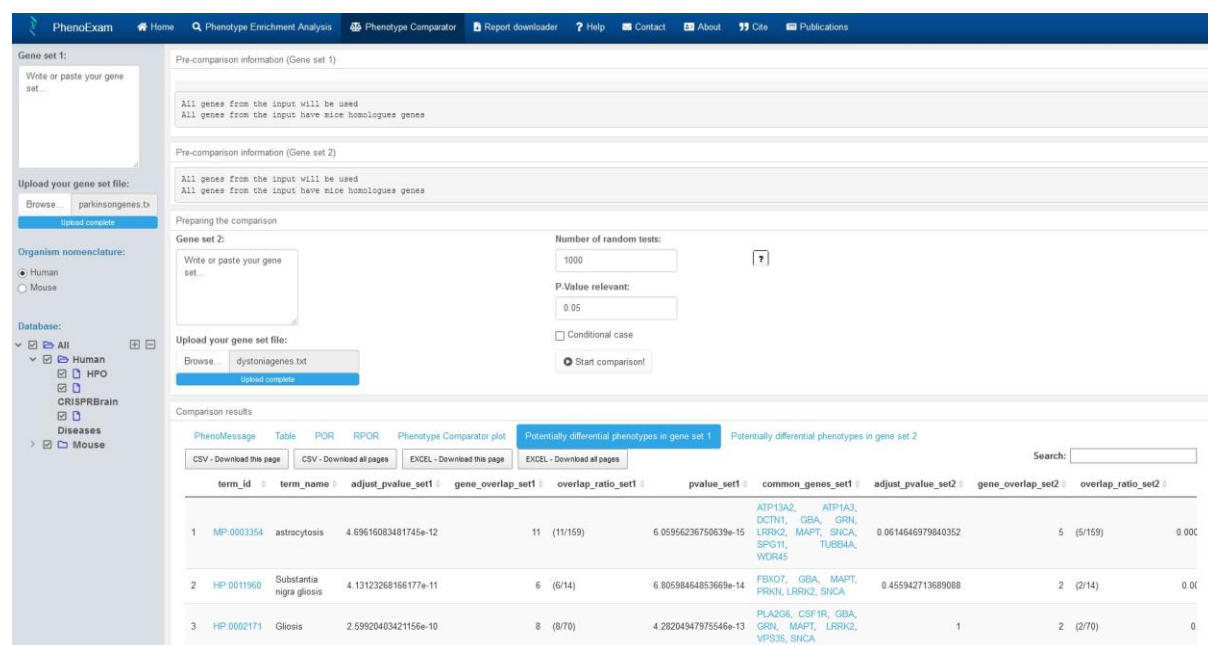 PhenoExam Home Phenotype Enrichment Analysis Phenotype Comparator Report downloader ? Help Contact About Cite Publications
Gene set 1:
Write or paste your gene
set...
Upload your gene set file:
Browse... parkinsongenes.tx
Upload complete
Organism nomenclature:
Human
Mouse
Database:
All
Human
HPO
CRISPRBrain
Diseases
Mouse
Pre-comparison information (Gene set 1)
All genes from the input will be used
All genes from the input have mice homologues genes
Pre-comparison information (Gene set 2)
All genes from the input will be used
All genes from the input have mice homologues genes
Preparing the comparison
Gene set 2:
Write or paste your gene
set...
Upload your gene set file:
Browse... dystoniagenes.txt
Upload complete
Number of random tests:
1000
?
P-Value relevant:
0.05
Conditional case
Start comparison!
Comparison results
PhenoMessage Table POR RPOR Phenotype Comparator plot Potentially differential phenotypes in gene set 1 Potentially differential phenotypes in gene set 2
CSV - Download this page CSV - Download all pages EXCEL - Download this page EXCEL - Download all pages Search:
term_id term_name adjust_pvalue_set1 gene_overlap_set1 overlap_ratio_set1 pvalue_set1 common_genes_set1 adjust_pvalue_set2 gene_overlap_set2 overlap_ratio_set2
ATP13A2, ATP1A3,
DCTN1, GBA, GRN,
1 MP:0003354 astrocytosis 4.69616083481745e-12 11 (11/159) 6.05956236750639e-15 LRRK2, MAPT, SNCA, 0.0614646979840352 5 (5/159) 0.000
SPG11, TUBB4A,
WDR45
2 HP:0011960 Substantia nigra gliosis 4.13123268166177e-11 6 (6/14) 6.80598464853669e-14 FBXO7, GBA, MAPT, 0.455942713689088 2 (2/14) 0.00
PRKN, LRRK2, SNCA
PLA2G6, CSF1R, GBA,
3 HP:0002171 Gliosis 2.59920403421156e-10 8 (8/70) 4.28204947975546e-13 GRN, MAPT, LRRK2, 1 2 (2/70) 0.
VPS35, SNCA